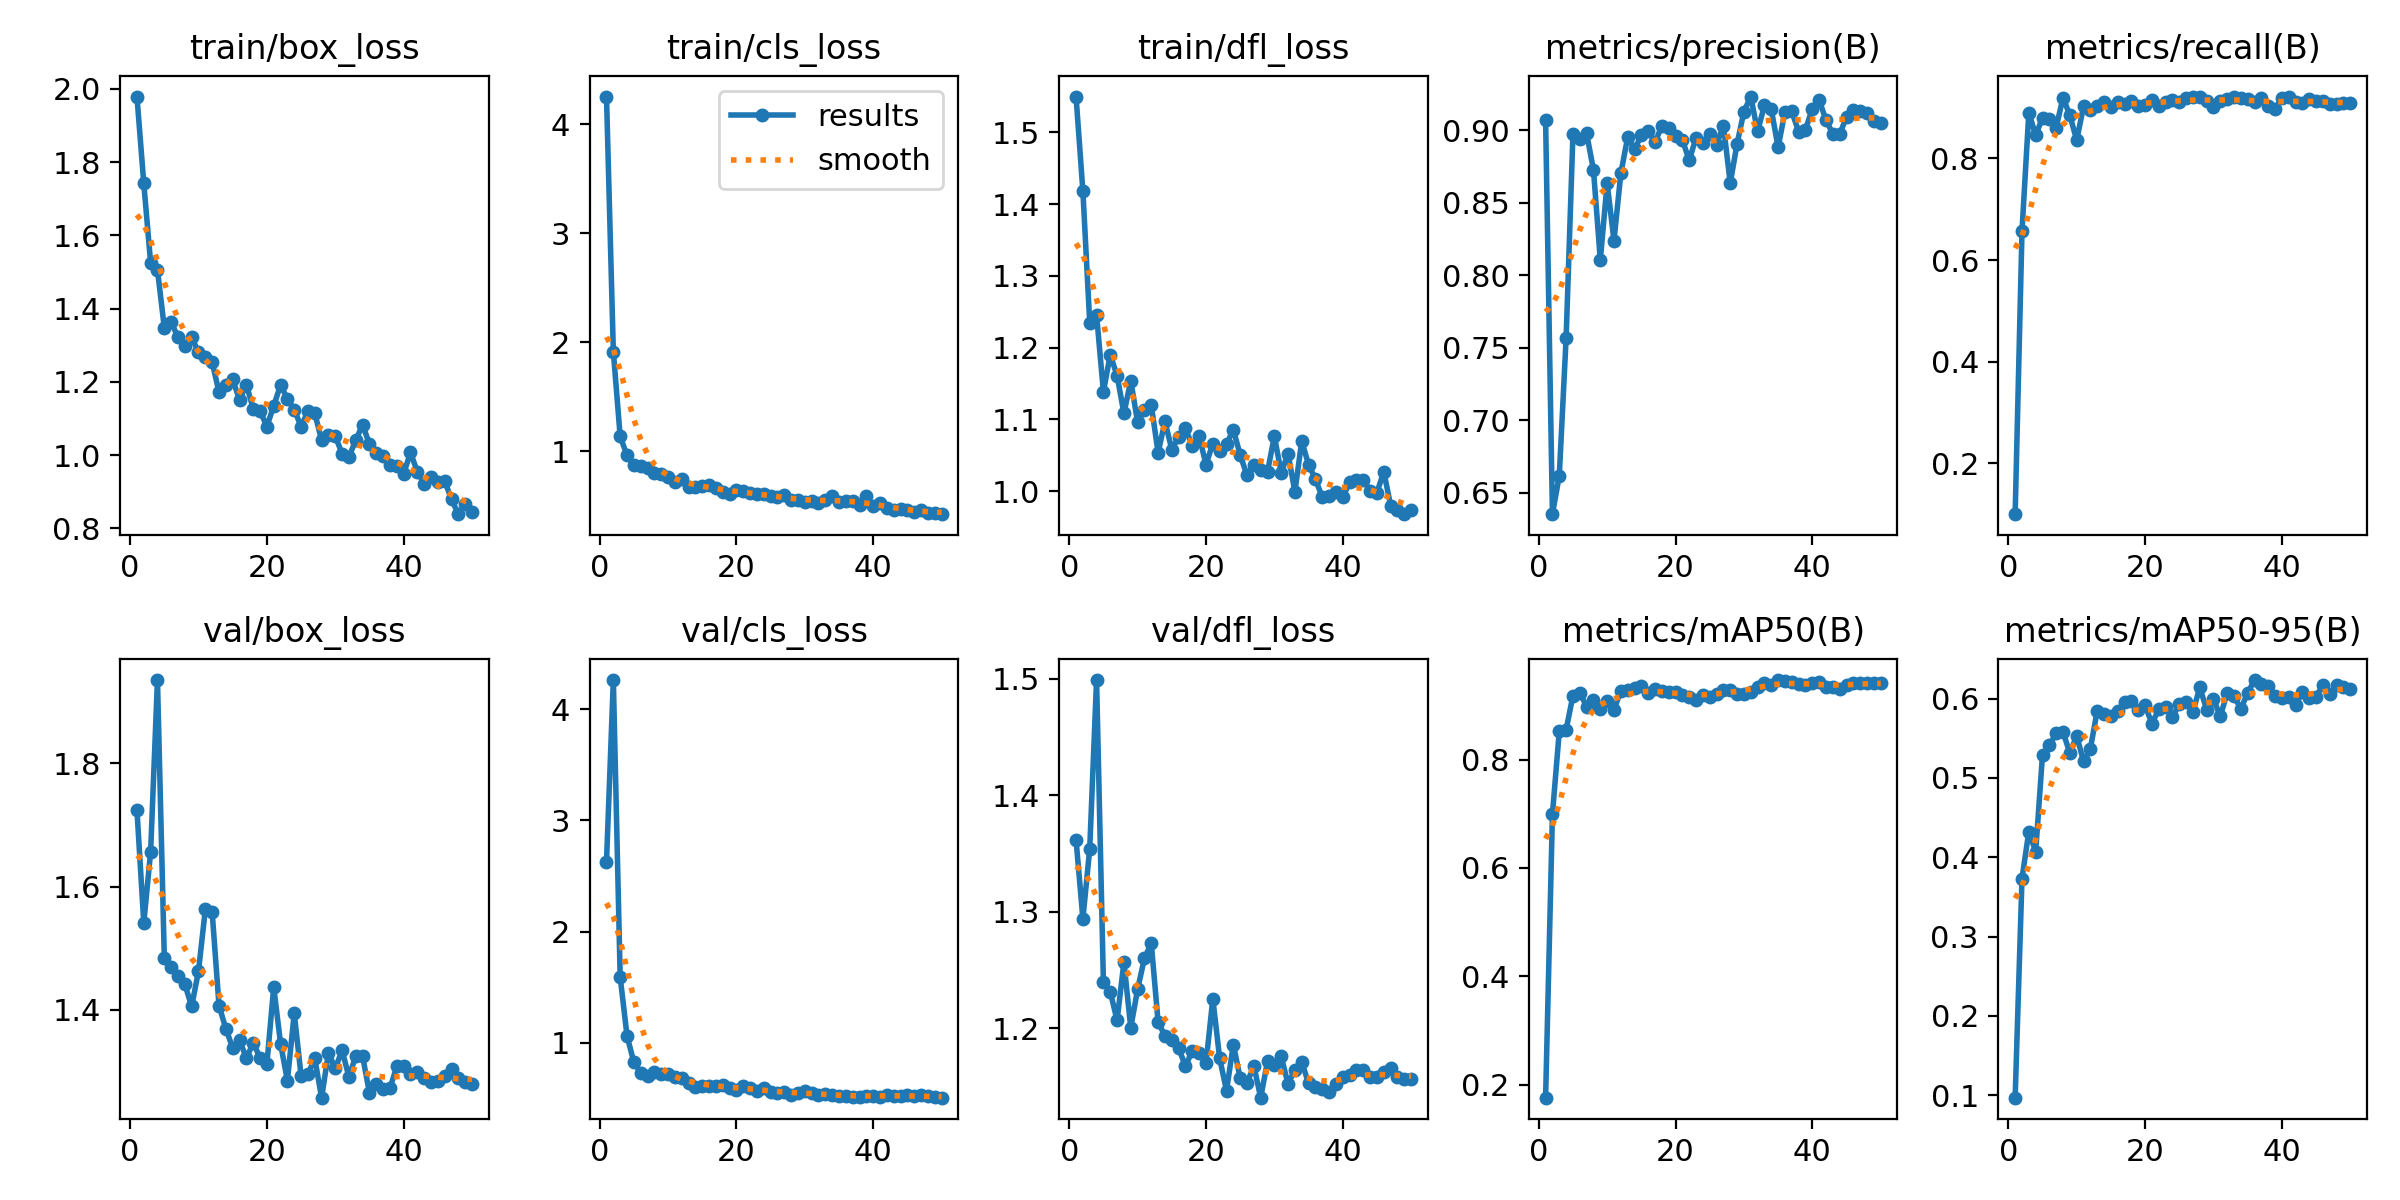 train/box_loss
2.0
1.8
1.6
1.4
1.2
1.0
0.8
0 20 40
train/cls_loss
results
smooth
4
3
2
1
0 20 40
train/dfl_loss
1.5
1.4
1.3
1.2
1.1
1.0
0 20 40
metrics/precision(B)
0.90
0.85
0.80
0.75
0.70
0.65
0 20 40
metrics/recall(B)
0.8
0.6
0.4
0.2
0 20 40
val/box_loss
1.8
1.6
1.4
0 20 40
val/cls_loss
4
3
2
1
0 20 40
val/dfl_loss
1.5
1.4
1.3
1.2
0 20 40
metrics/mAP50(B)
0.8
0.6
0.4
0.2
0 20 40
metrics/mAP50-95(B)
0.6
0.5
0.4
0.3
0.2
0.1
0 20 40